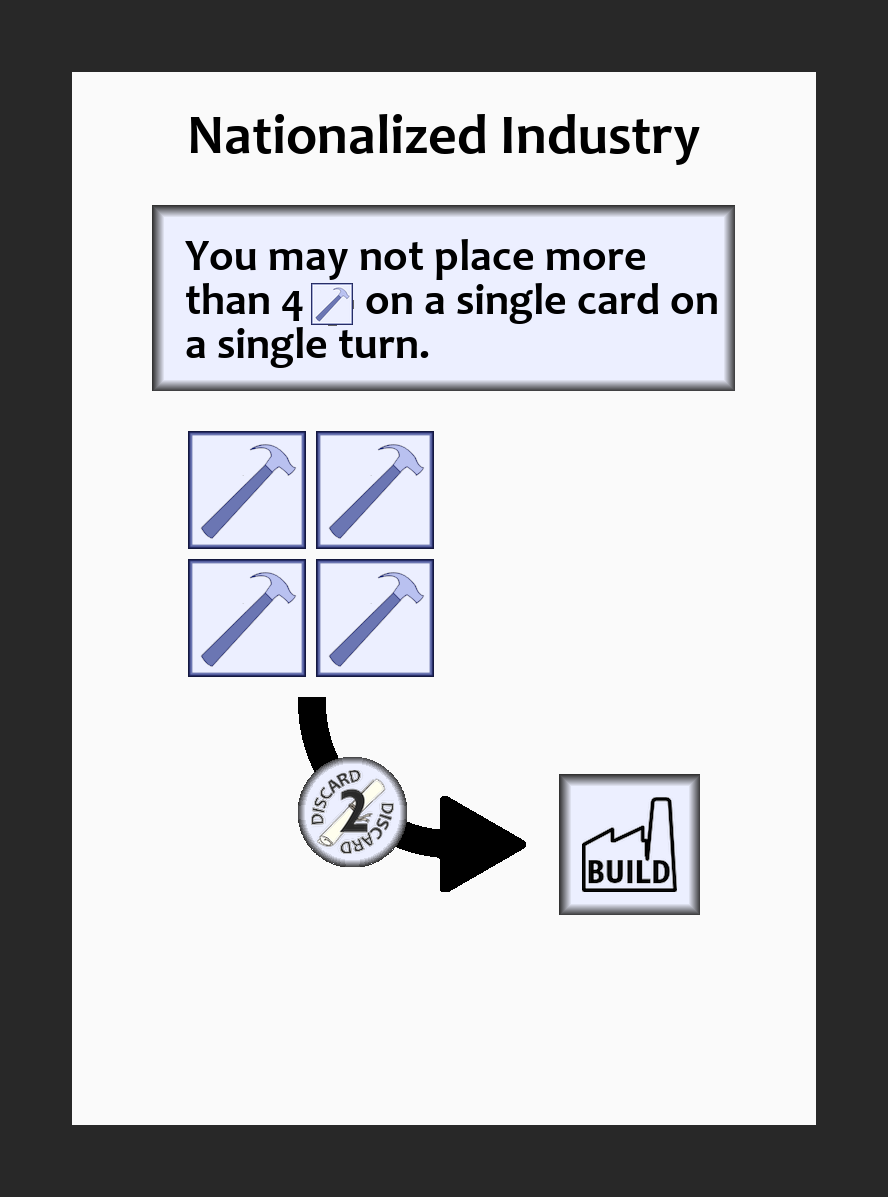 Nationalized Industry
You may not place more
than 4 on a single card on
a single turn.
DISCARD
2
DISCARD
DISCARD
BUILD